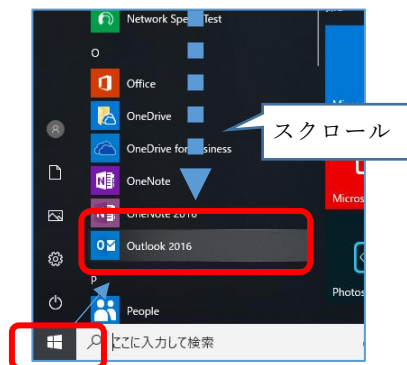 Network Speed Test
O
Office
OneDrive
スクロール
OneDrive for Business
OneNote
Micros
OneNote 2016
Outlook 2016
P
Photos
People
ここに入力して検索